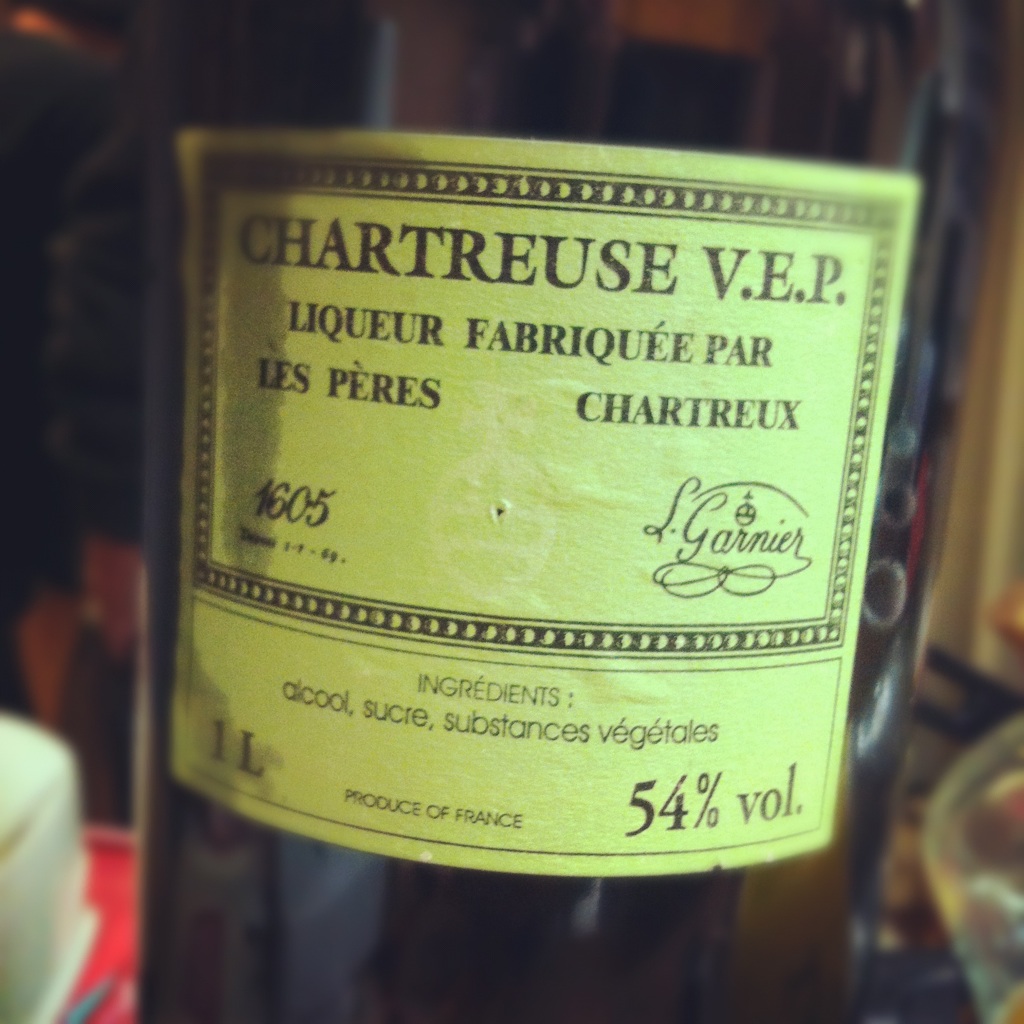 CHARTREUSE V.E.P.
LIQUEUR FABRIQUÉE PAR
LES PÈRES CHARTREUX
1605
L. Garnier
INGRÉDIENTS :
alcool, sucre, substances végétales
1 L
PRODUCE OF FRANCE
54% vol.